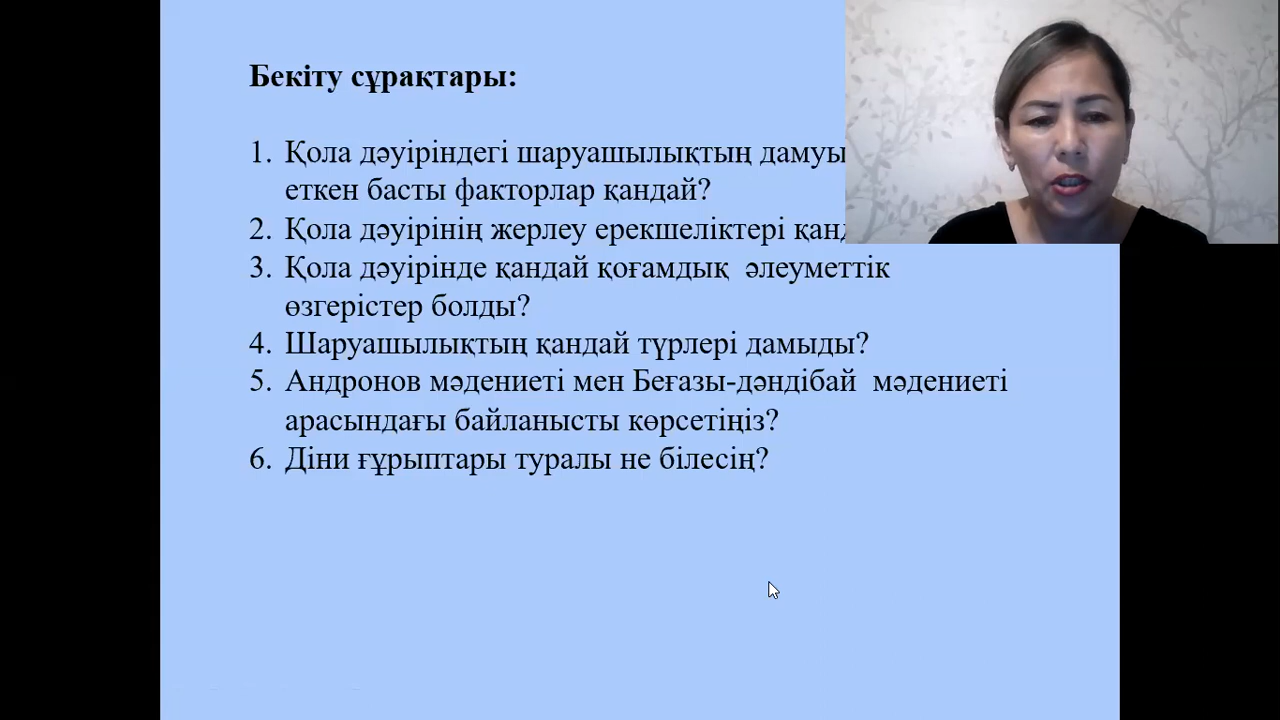 Бекіту сұрақтары:
1. Қола дәуіріндегі шаруашылықтың дамуы
еткен басты факторлар қандай?
2. Қола дәуірінің жерлеу ерекшеліктері
3. Қола дәуірінде қандай қоғамдық әлеуметтік
өзгерістер болды?
4. Шаруашылықтың қандай түрлері дамыды?
5. Андронов мәдениеті мен Беғазы-дәндібай мәдениеті
арасындағы байланысты көрсетіңіз?
6. Діни ғұрыптары туралы не білесің?